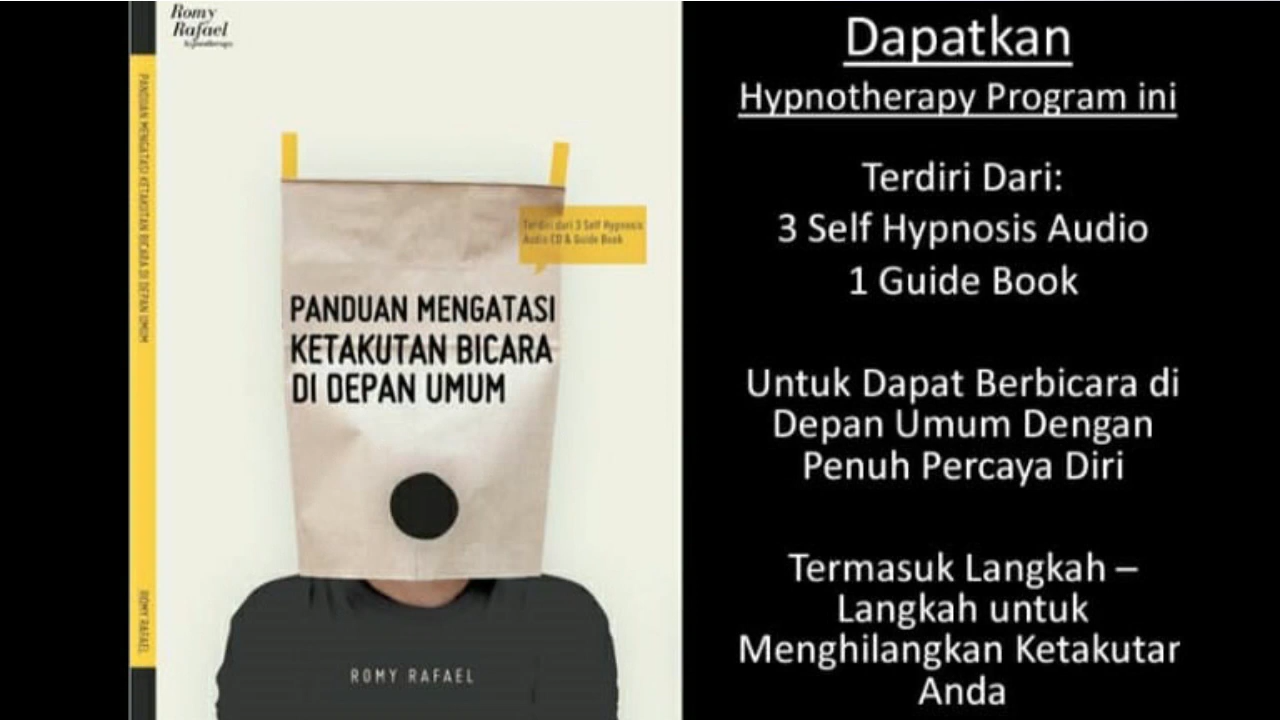 Romy
Rafael
hypnotherapy
PANDUAN MENGATASI KETAKUTAN BICARA DI DEPAN UMUM
ROMY RAFAEL
Terdiri dari 3 Self Hypnosis
Audio CD & Guide Book
PANDUAN MENGATASI
KETAKUTAN BICARA
DI DEPAN UMUM
ROMY RAFAEL
Dapatkan
Hypnotherapy Program ini
Terdiri Dari:
3 Self Hypnosis Audio
1 Guide Book
Untuk Dapat Berbicara di
Depan Umum Dengan
Penuh Percaya Diri
Termasuk Langkah –
Langkah untuk
Menghilangkan Ketakutar
Anda